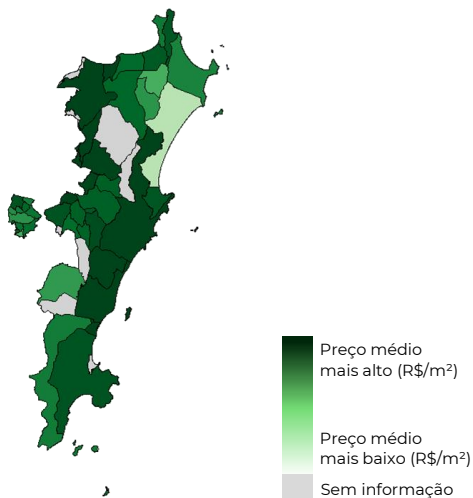 Preço médio
mais alto (R$/m²)
Preço médio
mais baixo (R$/m²)
Sem informação